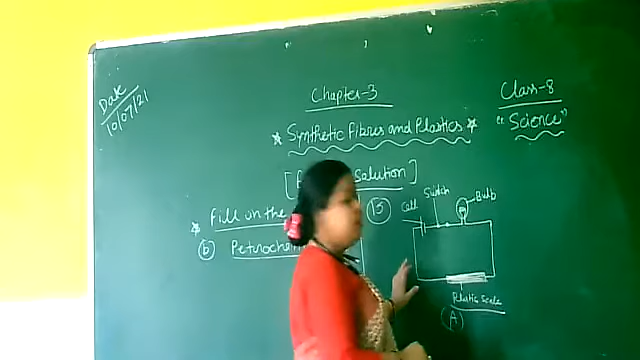 Date
10/07/21
Chapter-3
Class-8
"Science"
Synthetic Fibres and Plastics
Solution ]
Fill on the
(b) Petroche
(15)
Cell
Switch
Bulb
Plastic Scale
(A)